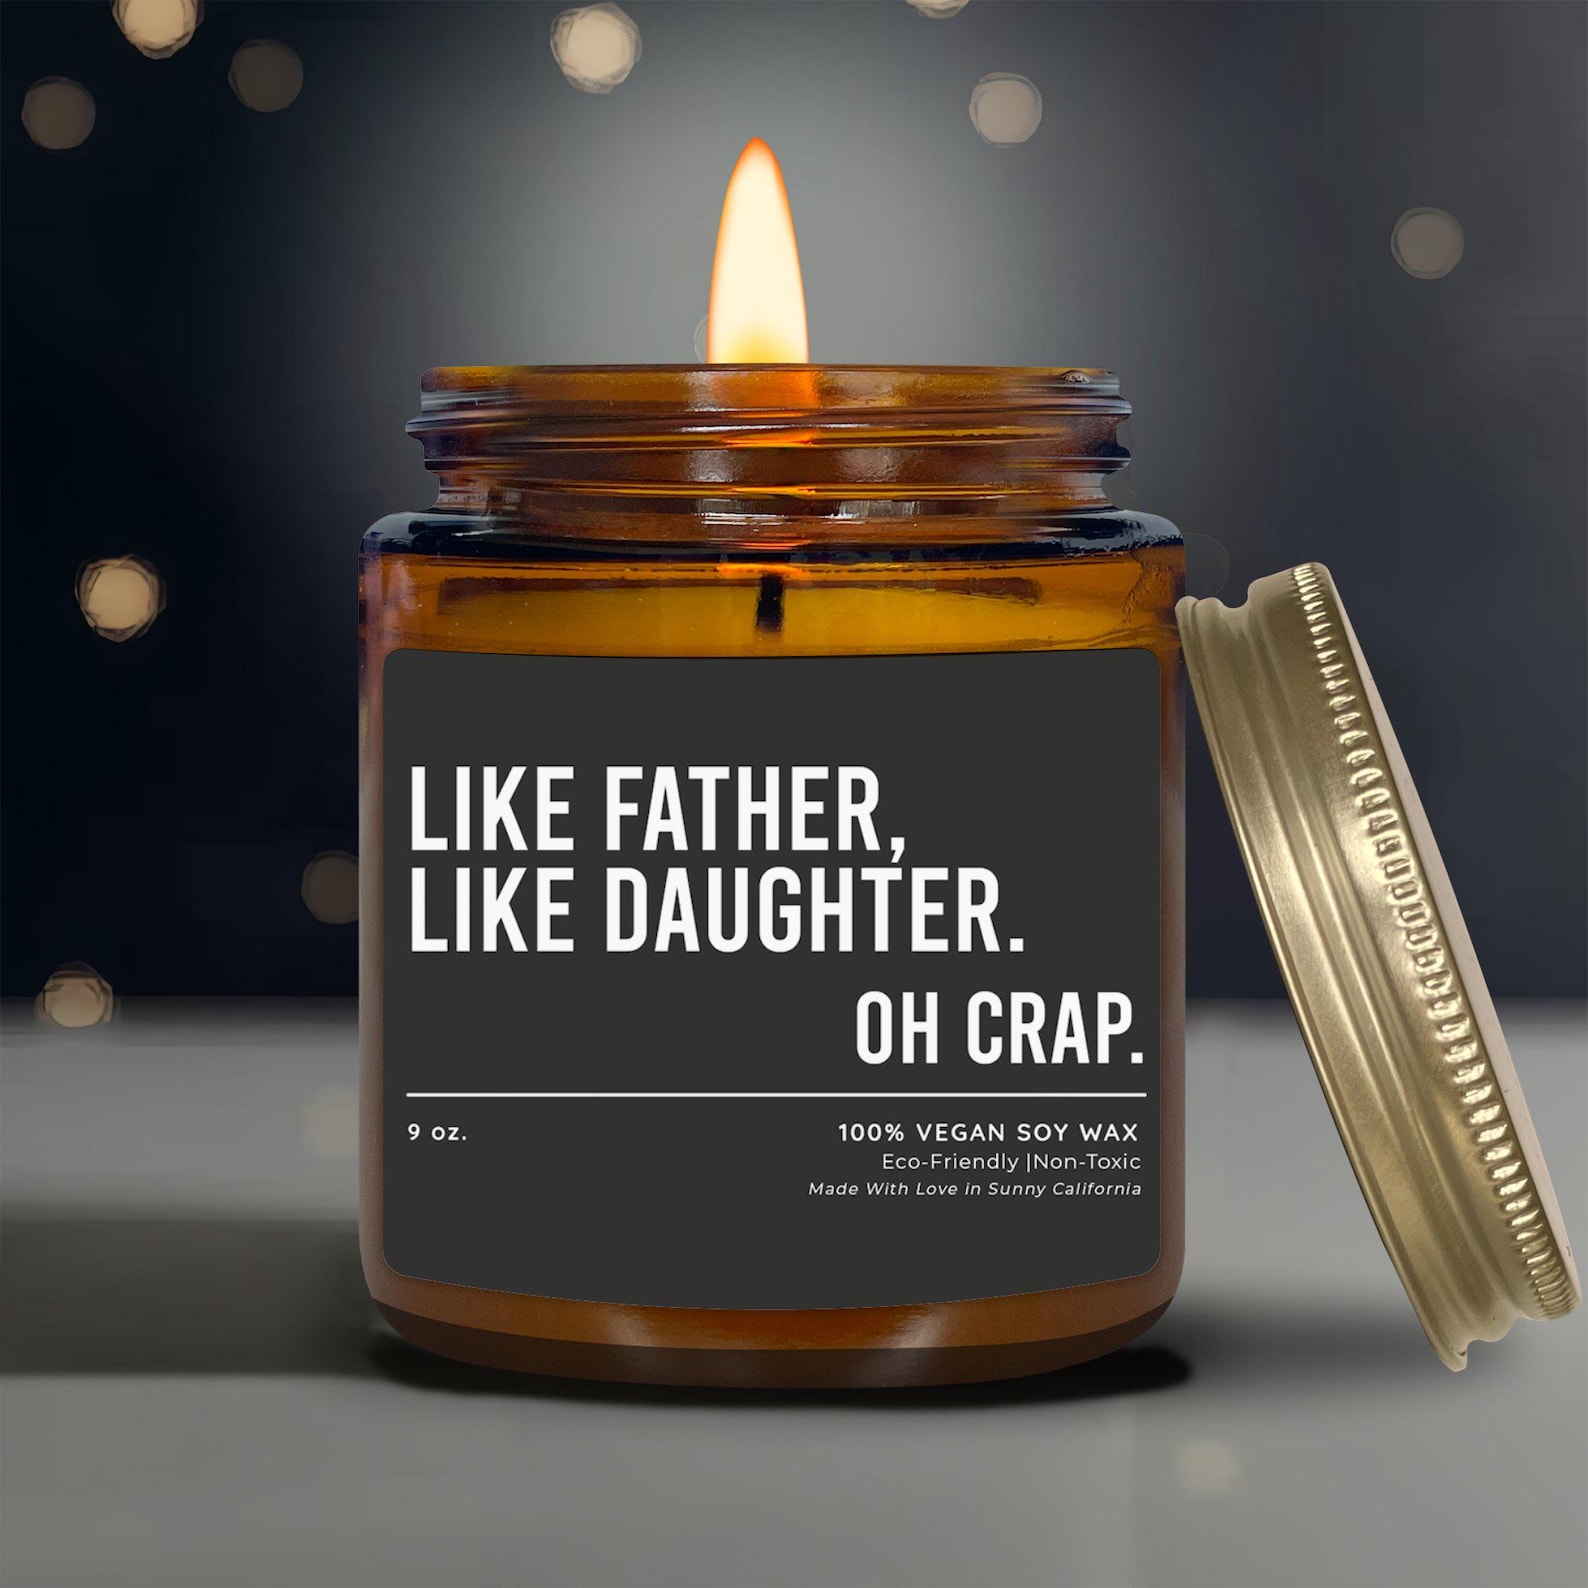 LIKE FATHER,
LIKE DAUGHTER.
OH CRAP.
9 oz.
100% VEGAN SOY WAX
Eco-Friendly |Non-Toxic
Made With Love in Sunny California